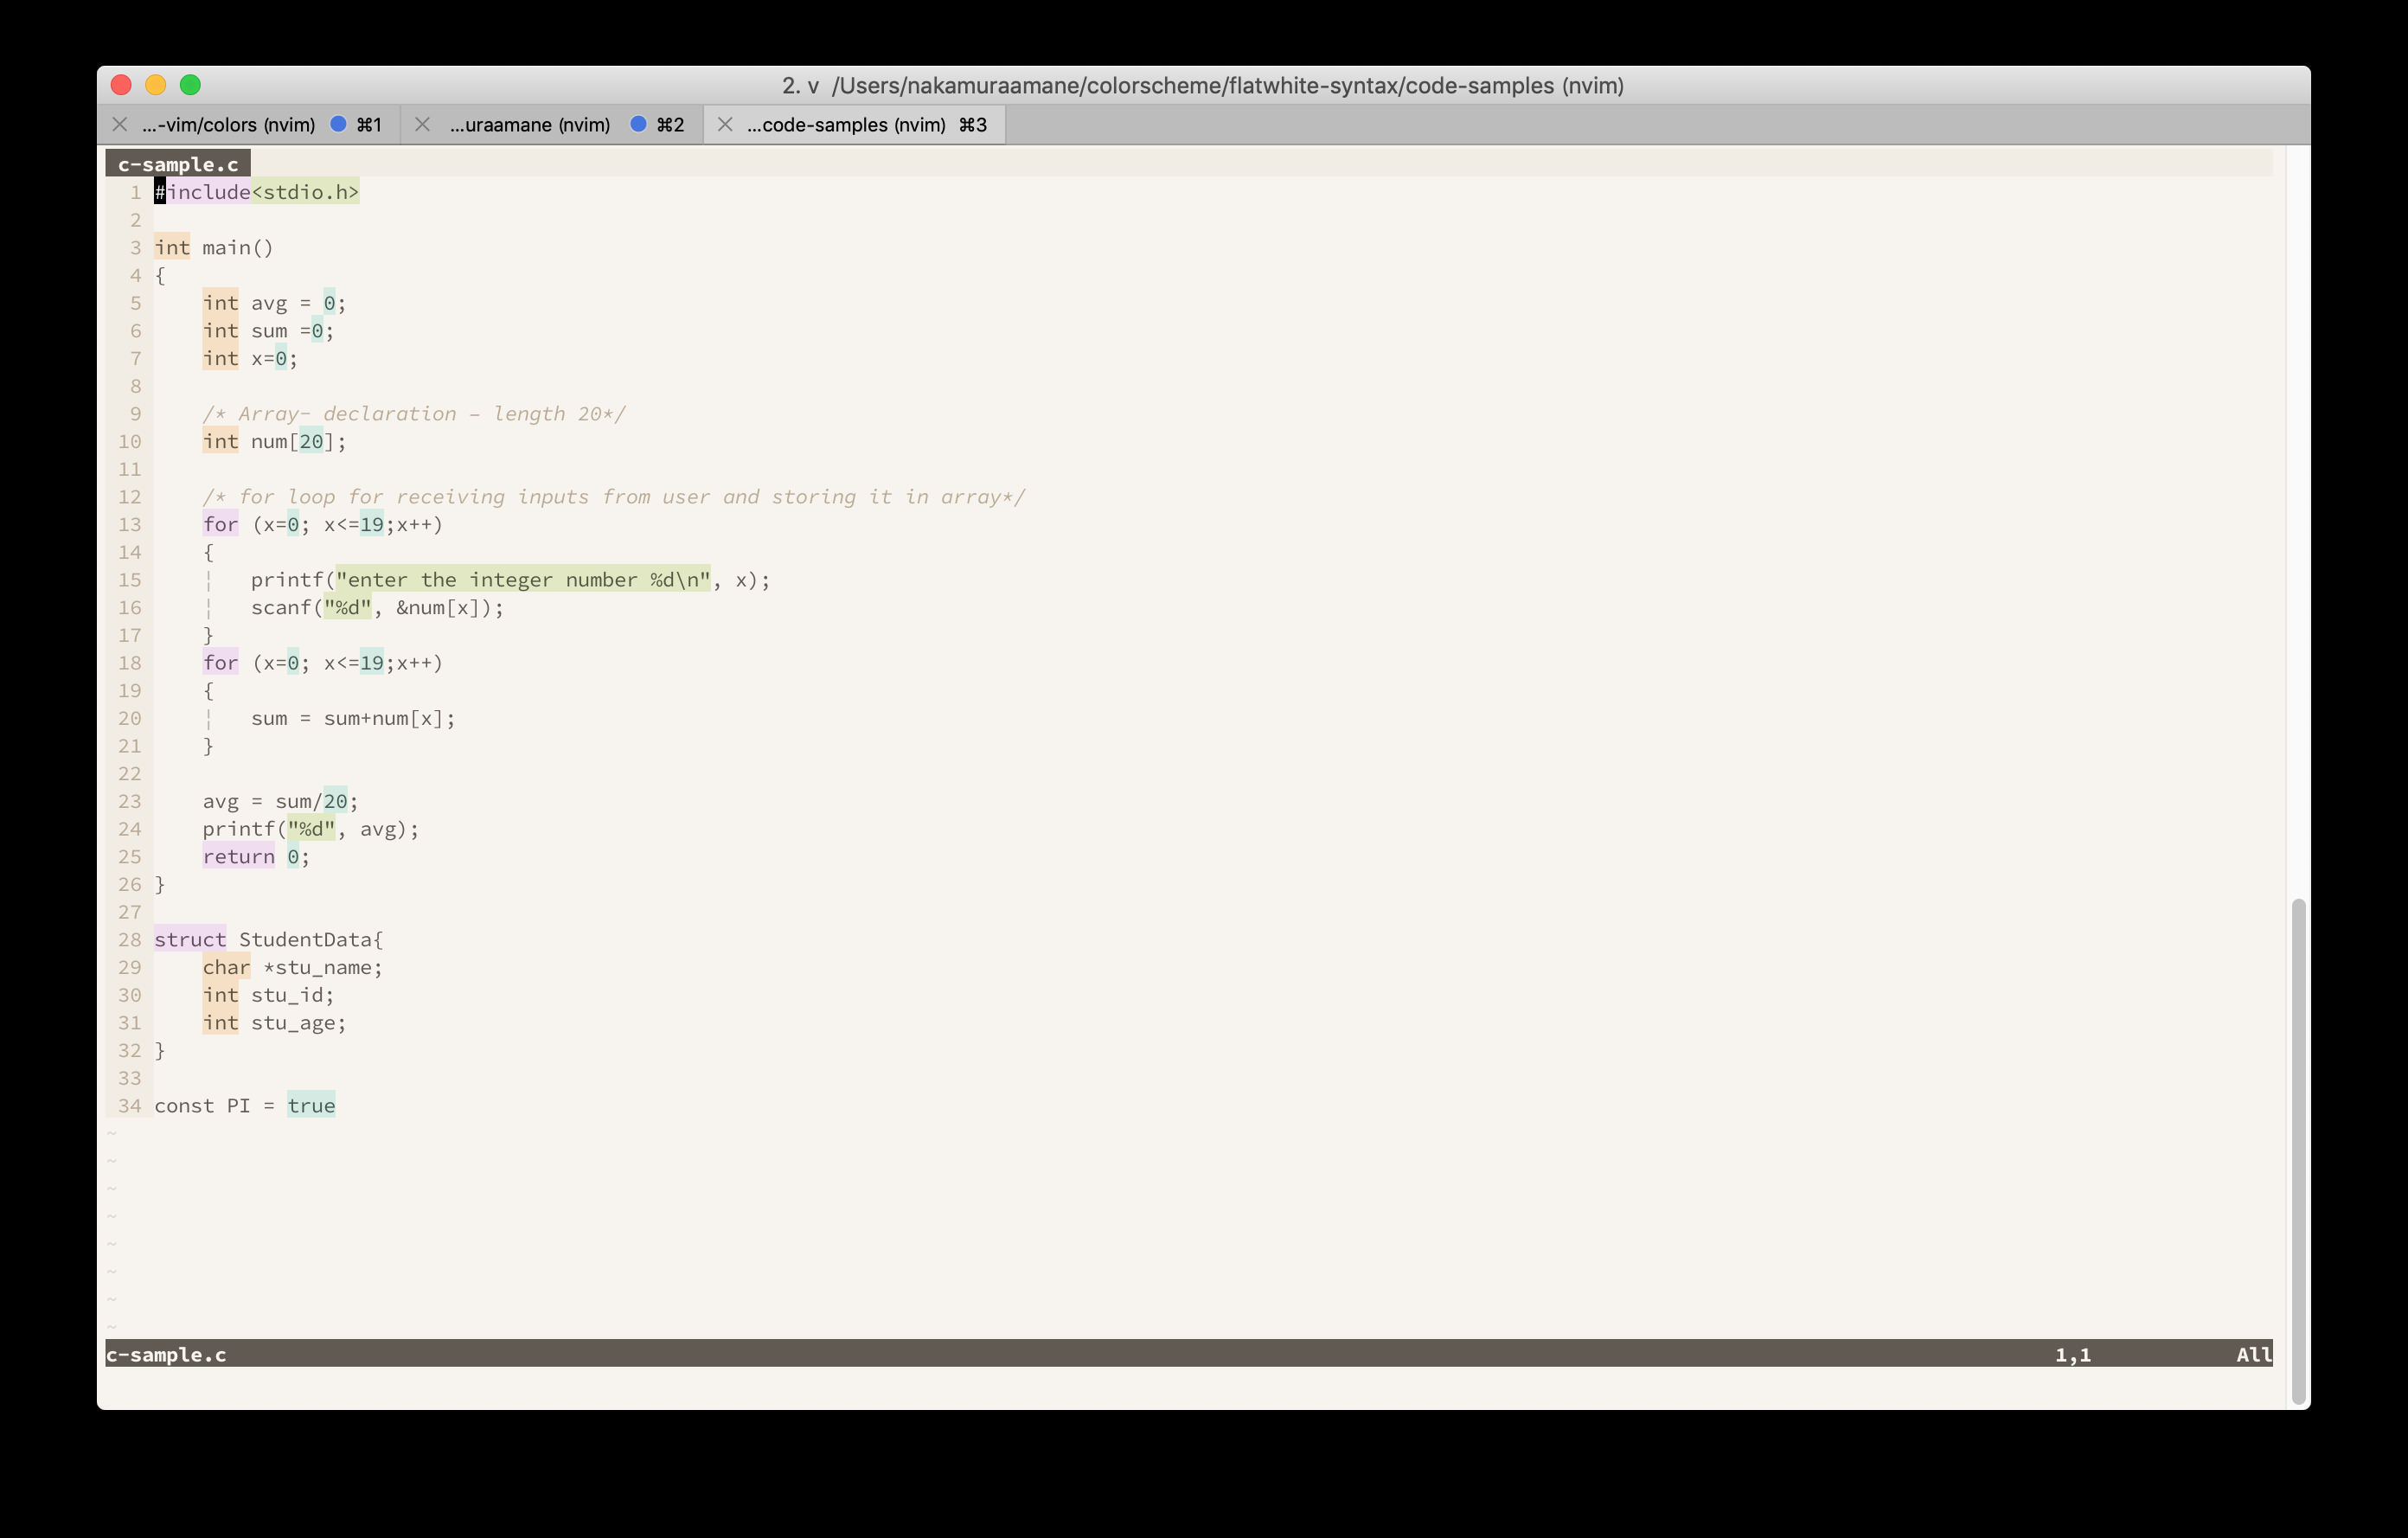 2. v  /Users/nakamuraamane/colorscheme/flatwhite-syntax/code-samples (nvim)
...-vim/colors (nvim) ⌘1 ...uraamane (nvim) ⌘2 ...code-samples (nvim) ⌘3
c-sample.c
1 #include<stdio.h>
2
3 int main()
4 {
5     int avg = 0;
6     int sum =0;
7     int x=0;
8
9     /* Array- declaration – length 20*/
10     int num[20];
11
12     /* for loop for receiving inputs from user and storing it in array*/
13     for (x=0; x<=19;x++)
14     {
15     ¦   printf("enter the integer number %d\n", x);
16     ¦   scanf("%d", &num[x]);
17     }
18     for (x=0; x<=19;x++)
19     {
20     ¦   sum = sum+num[x];
21     }
22
23     avg = sum/20;
24     printf("%d", avg);
25     return 0;
26 }
27
28 struct StudentData{
29     char *stu_name;
30     int stu_id;
31     int stu_age;
32 }
33
34 const PI = true
~
~
~
~
~
~
~
~
c-sample.c 1,1 All